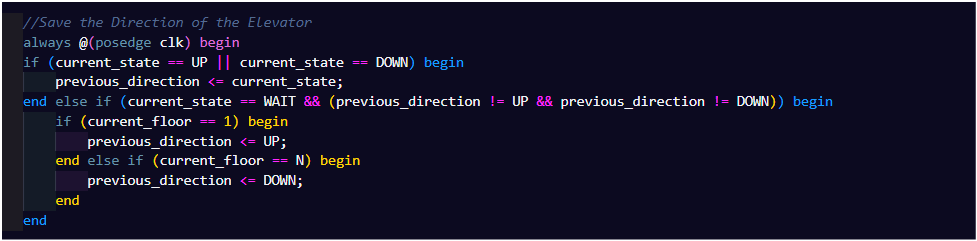 //Save the Direction of the Elevator
always @(posedge clk) begin
if (current_state == UP || current_state == DOWN) begin
    previous_direction <= current_state;
end else if (current_state == WAIT && (previous_direction != UP && previous_direction != DOWN)) begin
    if (current_floor == 1) begin
        previous_direction <= UP;
    end else if (current_floor == N) begin
        previous_direction <= DOWN;
    end
end